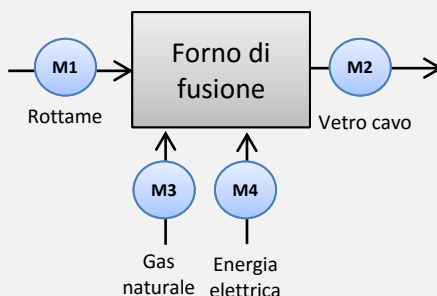 Forno di
fusione
M1
M2
Rottame
Vetro cavo
M3
M4
Gas
naturale
Energia
elettrica